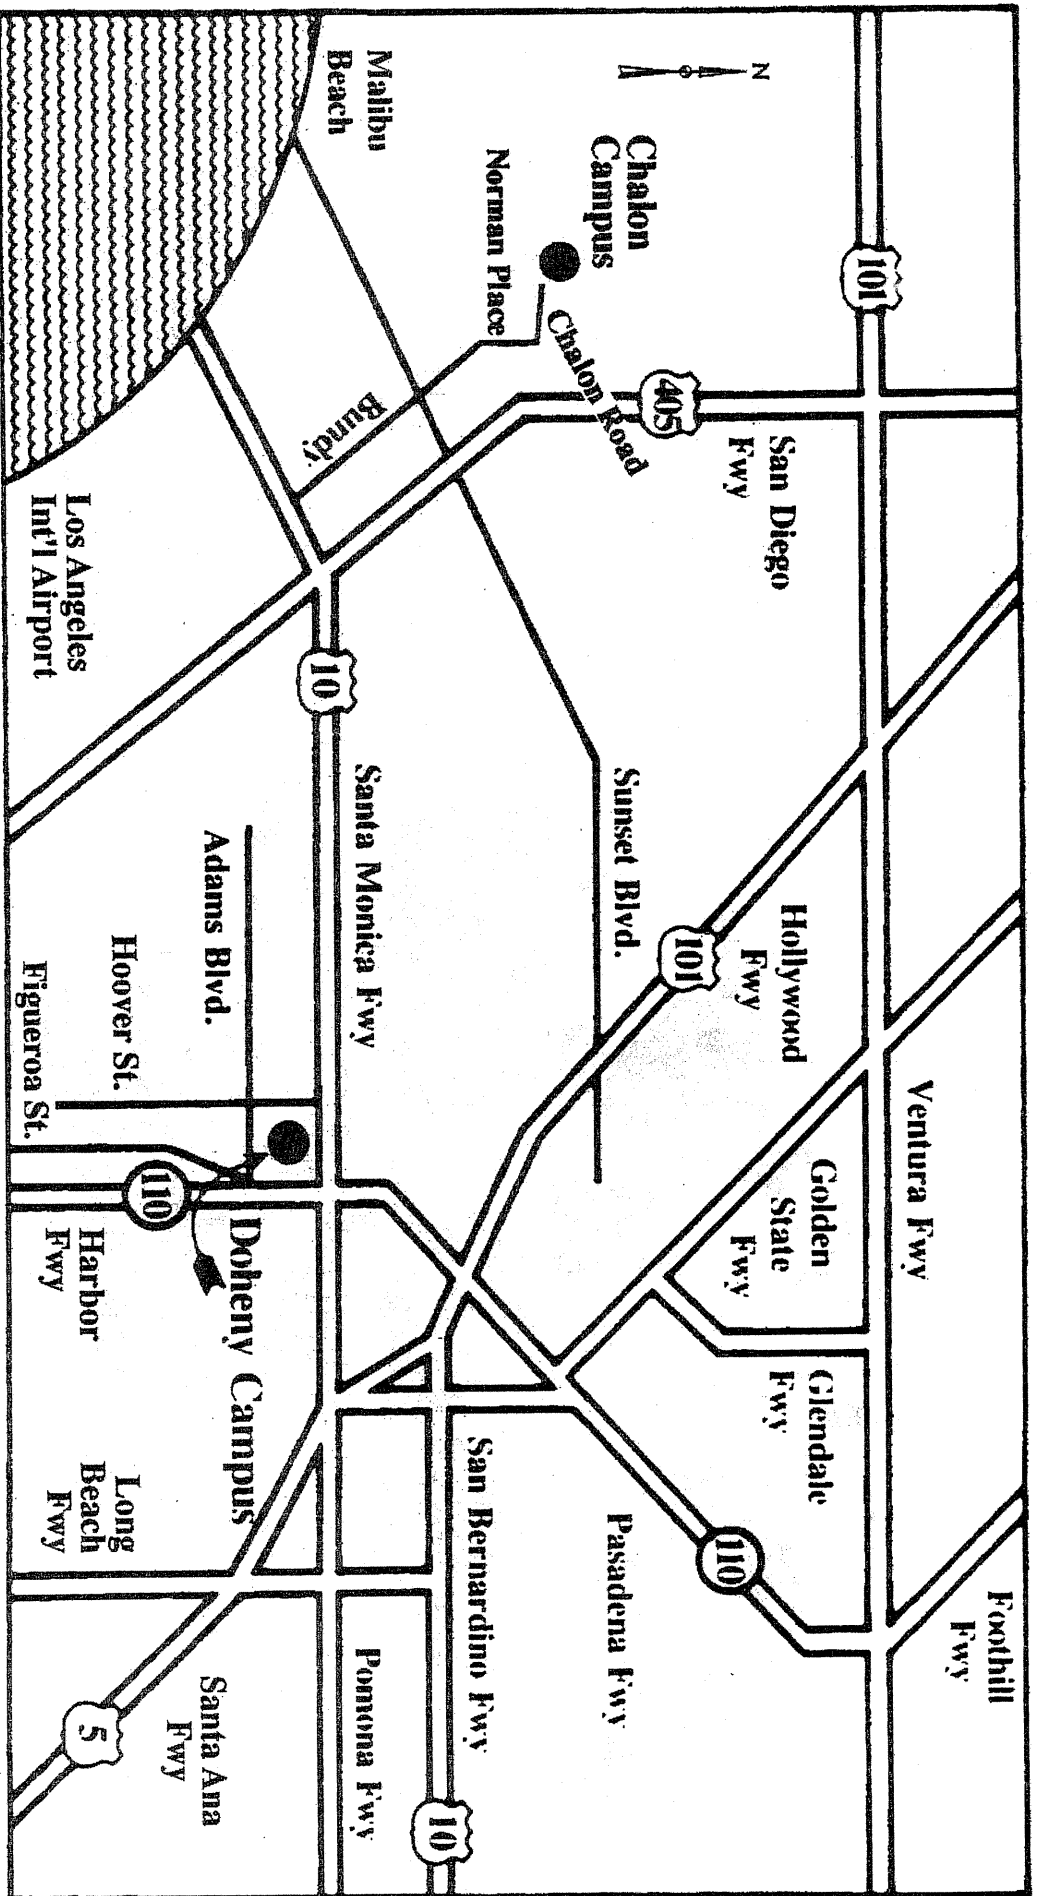 N
101
Malibu
Beach
Chalon
Campus
Norman Place
Chalon Road
405
San Diego
Fwy
Bundy
Los Angeles
Int'l Airport
10
Santa Monica Fwy
Sunset Blvd.
101
Hollywood
Fwy
Ventura Fwy
Golden
State
Fwy
Glendale
Fwy
Foothill
Fwy
Adams Blvd.
Hoover St.
Figueroa St.
110
Harbor
Fwy
Doheny Campus
Long
Beach
Fwy
San Bernardino Fwy
Pasadena Fwy
110
Pomona Fwy
10
Santa Ana
Fwy
5